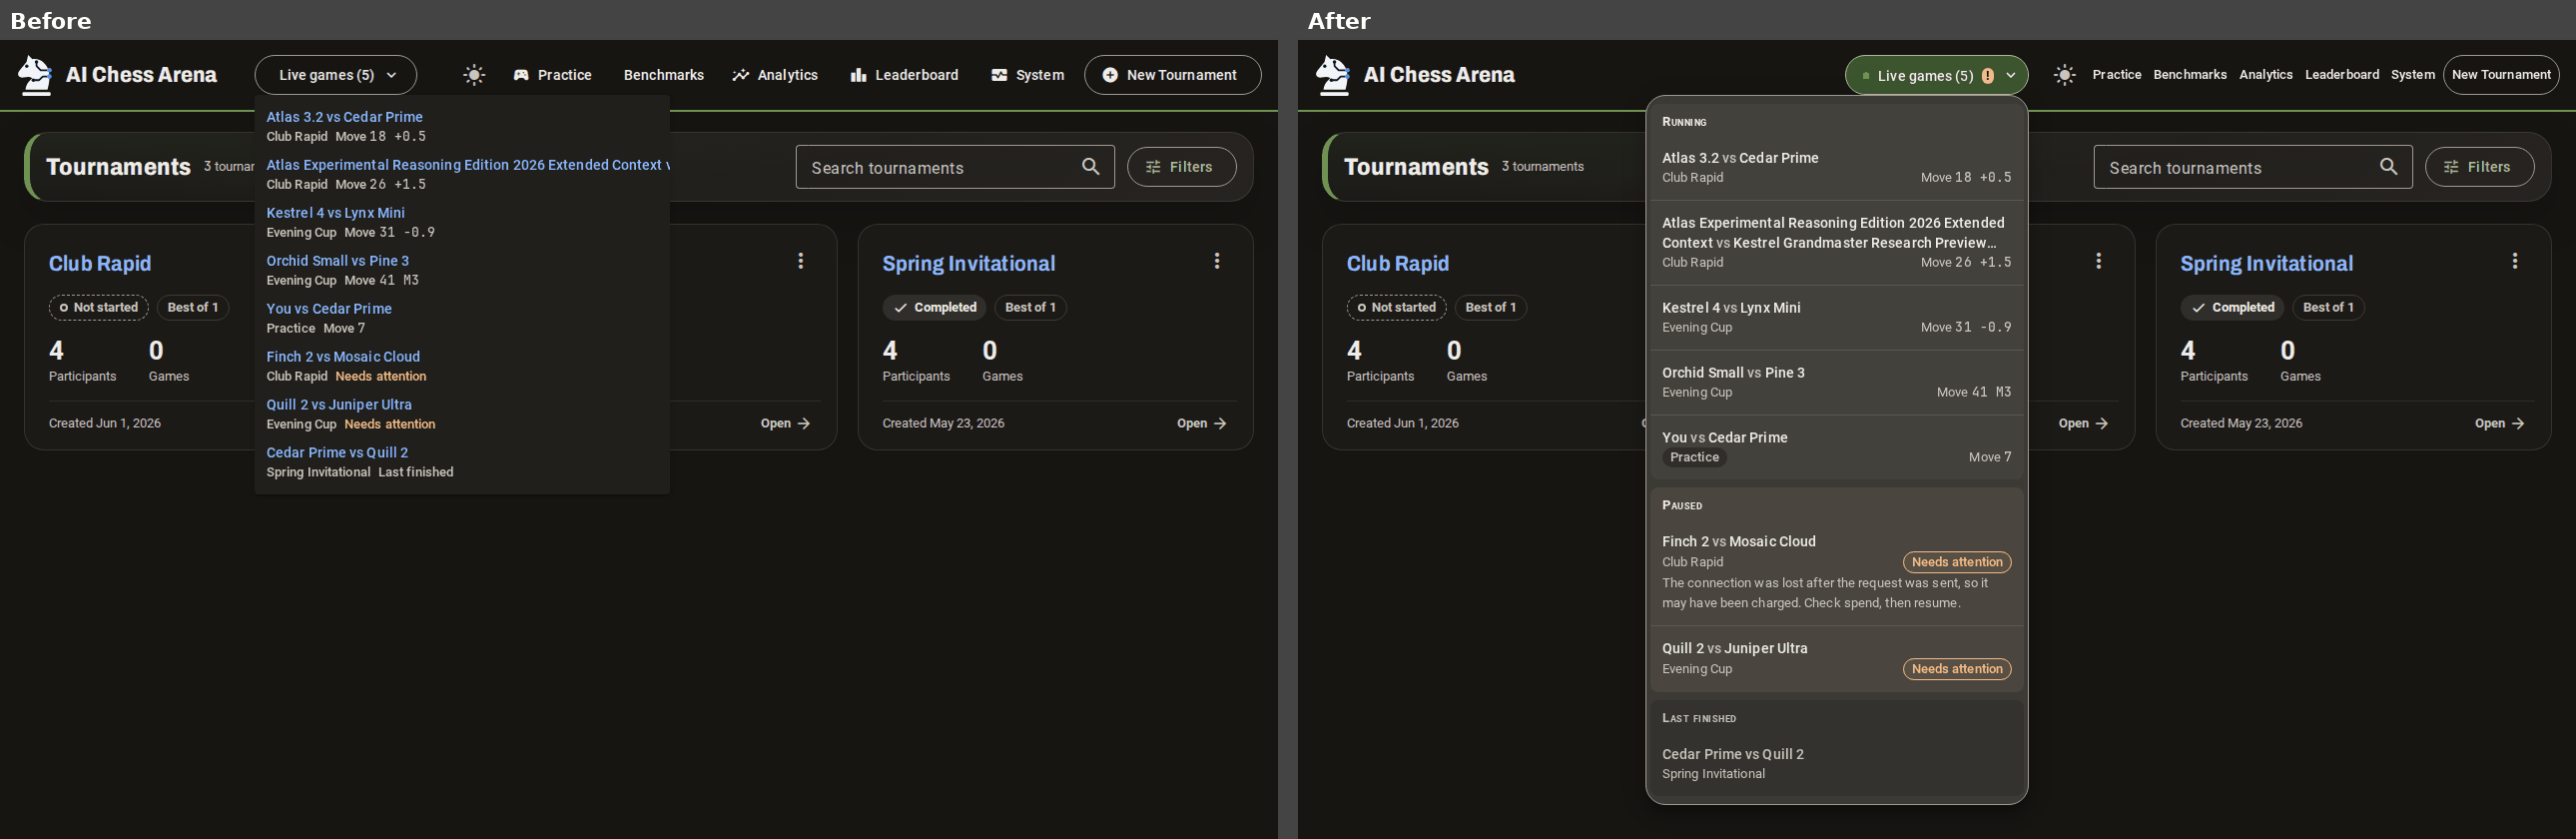 Before
AI Chess Arena
Live games (5)
Practice
Benchmarks
Analytics
Leaderboard
System
New Tournament
Atlas 3.2 vs Cedar Prime
Club Rapid Move 18 +0.5
Atlas Experimental Reasoning Edition 2026 Extended Context
Club Rapid Move 26 +1.5
Kestrel 4 vs Lynx Mini
Evening Cup Move 31 -0.9
Orchid Small vs Pine 3
Evening Cup Move 41 M3
You vs Cedar Prime
Practice Move 7
Finch 2 vs Mosaic Cloud
Club Rapid Needs attention
Quill 2 vs Juniper Ultra
Evening Cup Needs attention
Cedar Prime vs Quill 2
Spring Invitational Last finished
Tournaments
3 tournar
Search tournaments
Filters
Club Rapid
Not started
Best of 1
4
0
Participants
Games
Created Jun 1, 2026
Open
Spring Invitational
Completed
Best of 1
4
0
Participants
Games
Created May 23, 2026
Open
After
AI Chess Arena
Live games (5) !
Practice
Benchmarks
Analytics
Leaderboard
System
New Tournament
Running
Atlas 3.2 vs Cedar Prime
Club Rapid Move 18 +0.5
Atlas Experimental Reasoning Edition 2026 Extended
Context vs Kestrel Grandmaster Research Preview…
Club Rapid Move 26 +1.5
Kestrel 4 vs Lynx Mini
Evening Cup Move 31 -0.9
Orchid Small vs Pine 3
Evening Cup Move 41 M3
You vs Cedar Prime
Practice Move 7
Paused
Finch 2 vs Mosaic Cloud
Club Rapid Needs attention
The connection was lost after the request was sent, so it
may have been charged. Check spend, then resume.
Quill 2 vs Juniper Ultra
Evening Cup Needs attention
Last finished
Cedar Prime vs Quill 2
Spring Invitational
Tournaments
3 tournaments
Search tournaments
Filters
Club Rapid
Not started
Best of 1
4
0
Participants
Games
Created Jun 1, 2026
Open
Spring Invitational
Completed
Best of 1
4
0
Participants
Games
Created May 23, 2026
Open